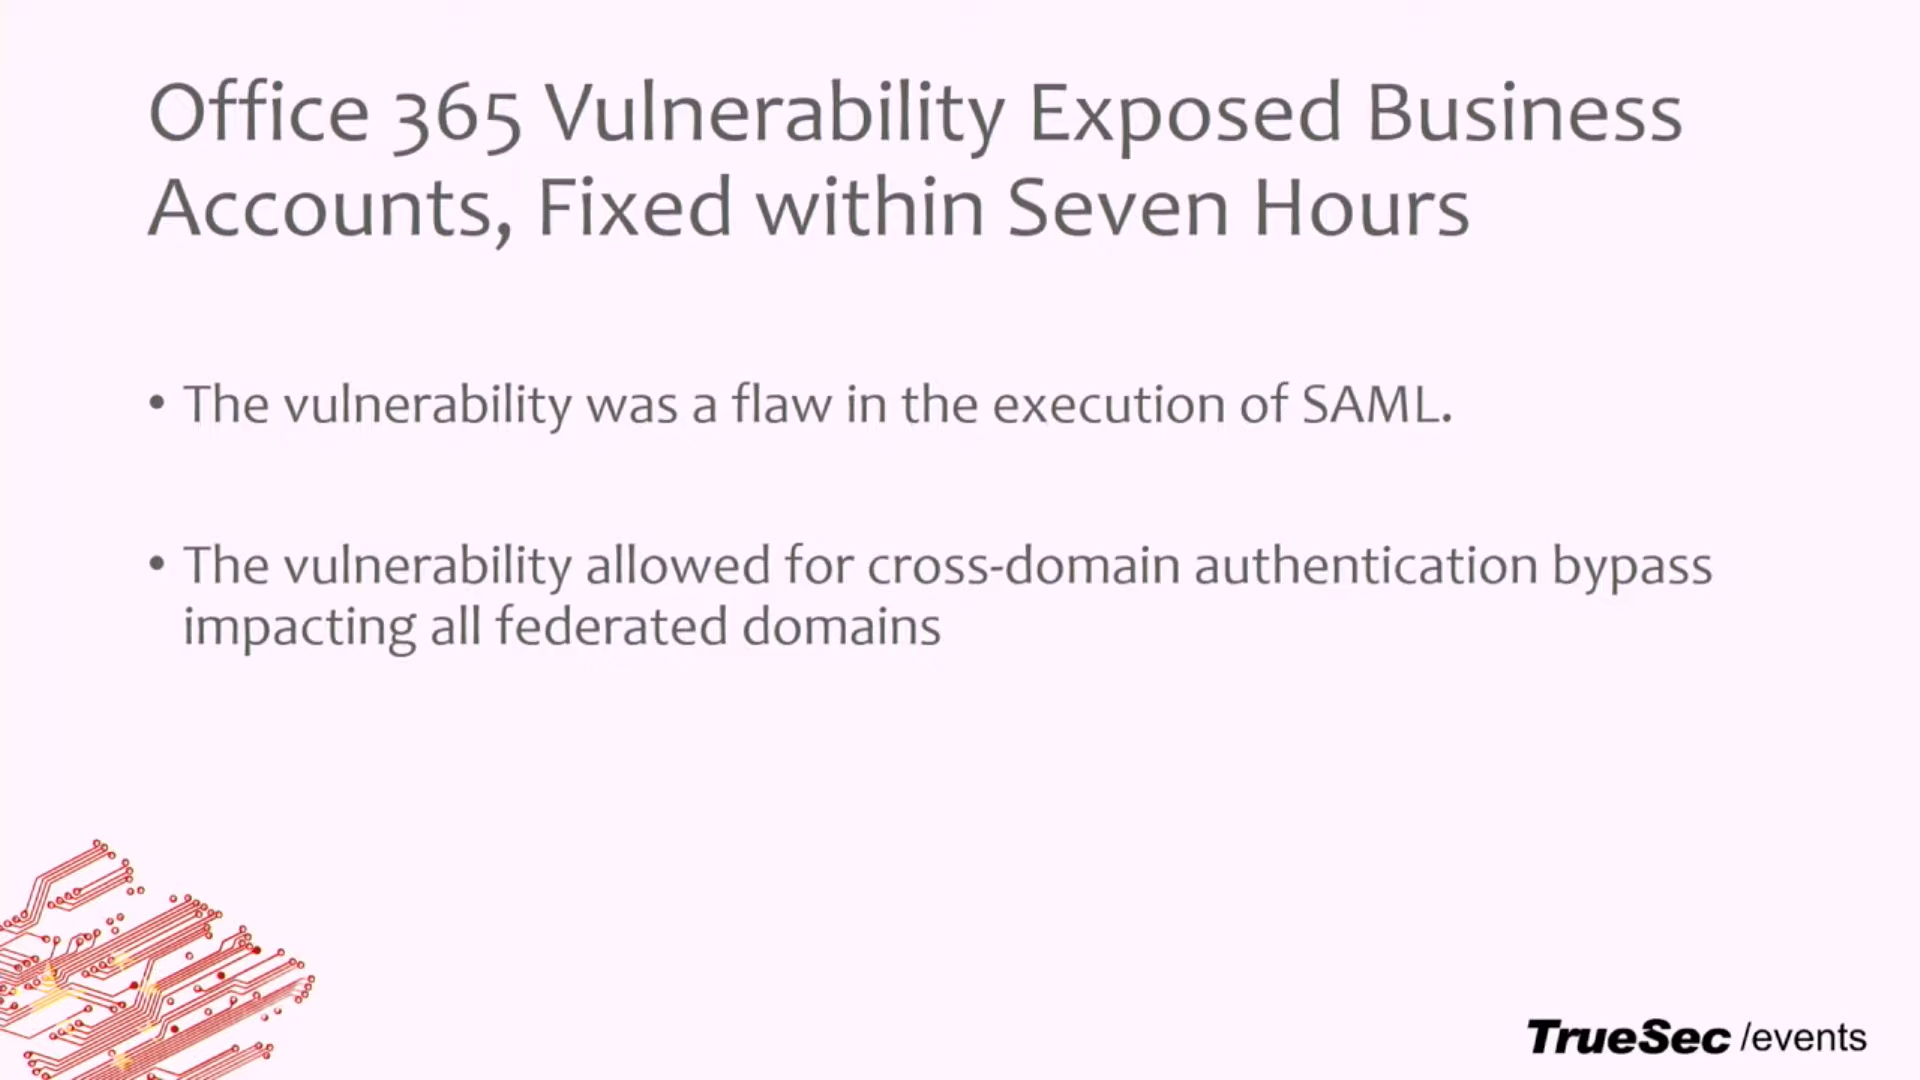 Office 365 Vulnerability Exposed Business
Accounts, Fixed within Seven Hours
• The vulnerability was a flaw in the execution of SAML.
• The vulnerability allowed for cross-domain authentication bypass
impacting all federated domains
TrueSec /events